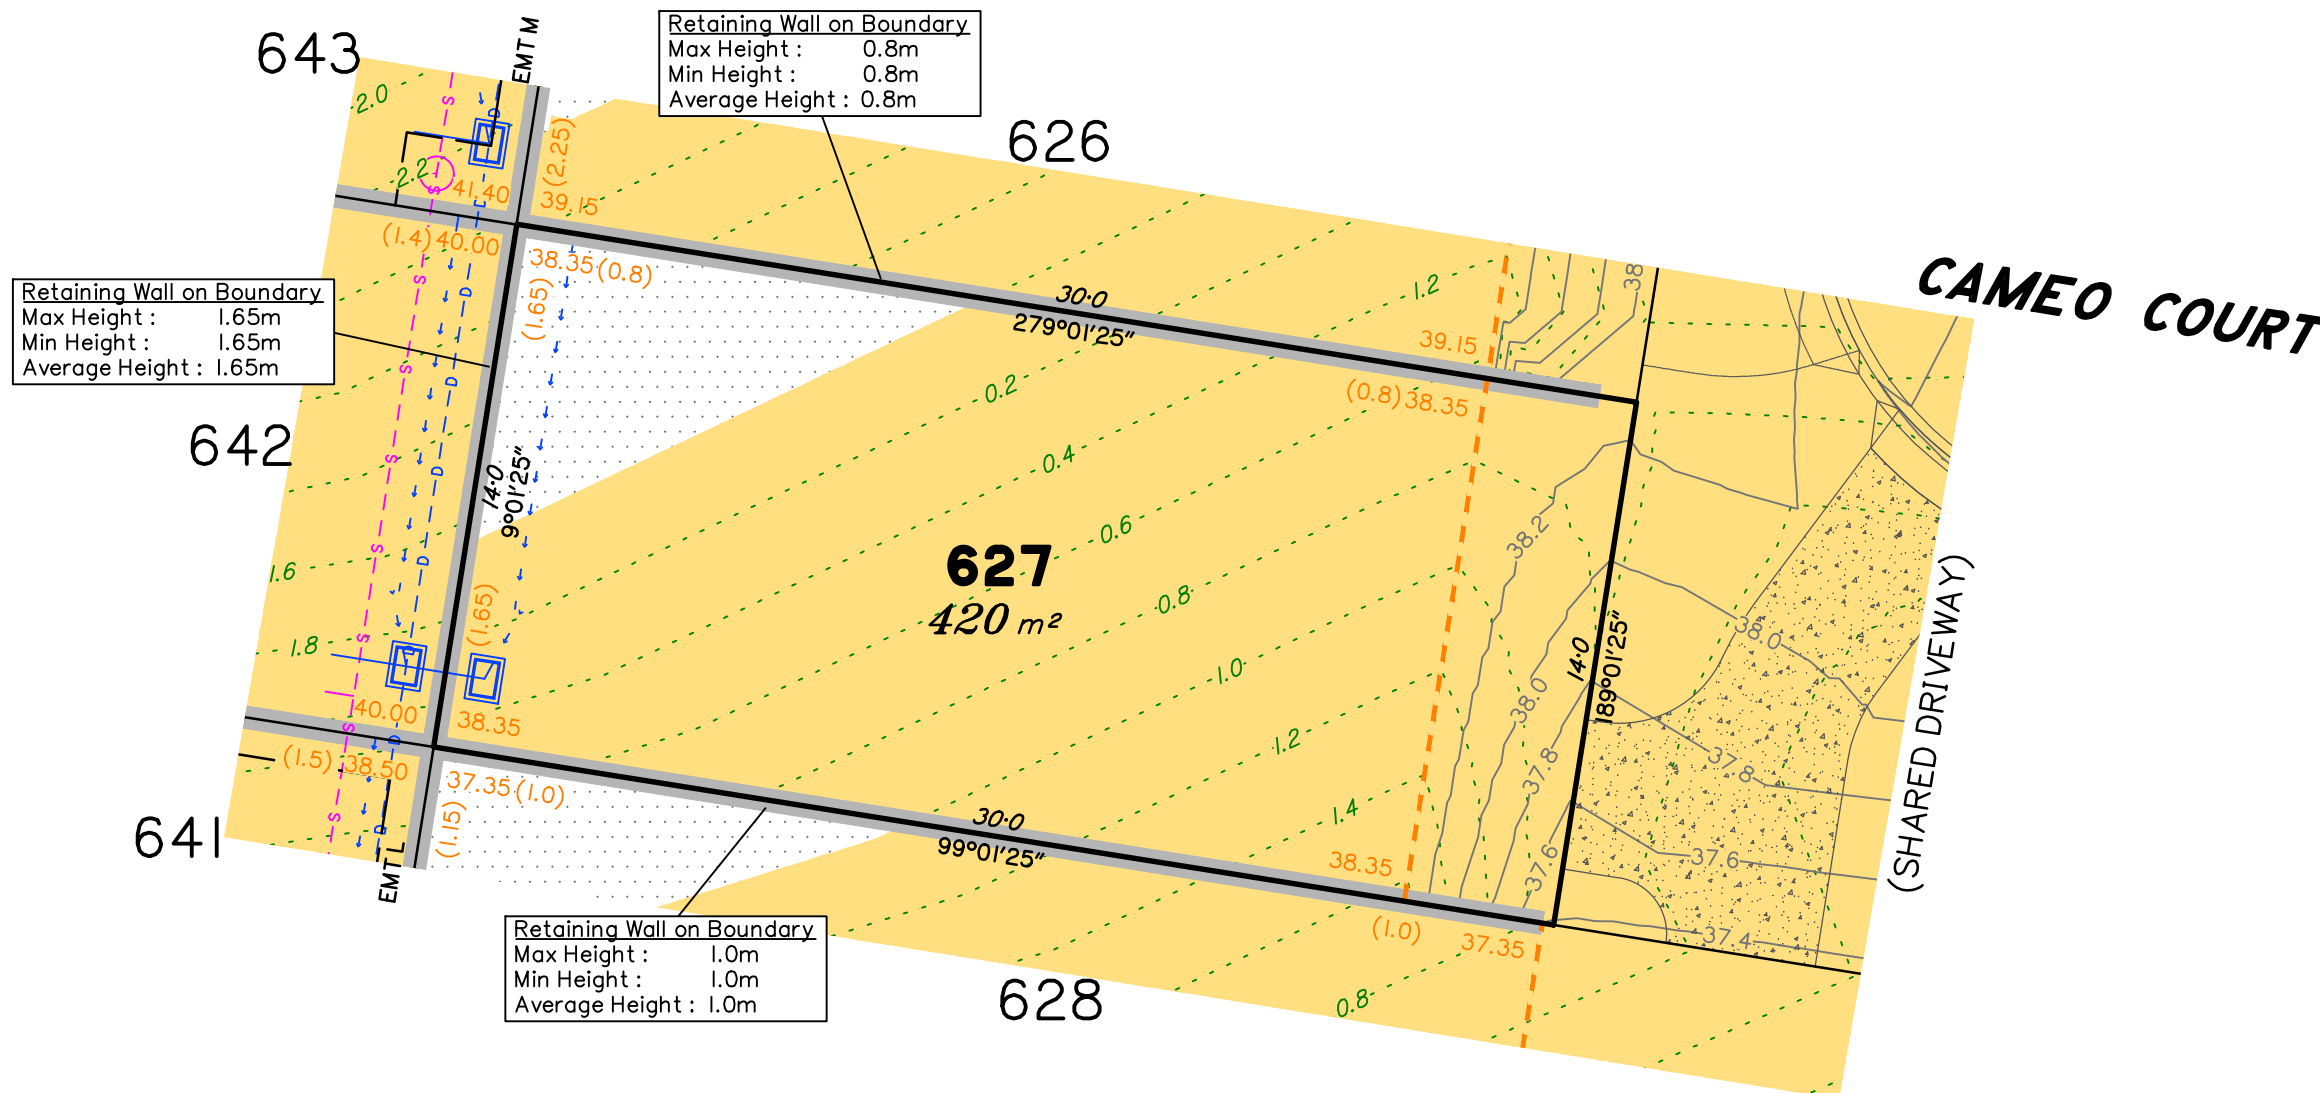 643
EMT M
Retaining Wall on Boundary
Max Height : 0.8m
Min Height : 0.8m
Average Height : 0.8m
626
2.0
2.2
S
D
41.40
(2.25)
39.15
(1.4) 40.00
38.35 (0.8)
(1.65)
Retaining Wall on Boundary
Max Height : 1.65m
Min Height : 1.65m
Average Height : 1.65m
30·0
279°01'25"
1.2
38
CAMEO COURT
39.15
(0.8) 38.35
0.2
0.4
0.6
0.8
1.0
1.2
1.4
642
14·0
9°01'25"
627
420 m²
38.2
38.0
37.8
37.6
14·0
189°01'25"
38.0
37.8
37.6
37.4
(SHARED DRIVEWAY)
1.6
1.8
(1.65)
40.00
38.35
(1.5) 38.50
37.35 (1.0)
(1.15)
641
EMT L
30·0
99°01'25"
38.35
(1.0) 37.35
Retaining Wall on Boundary
Max Height : 1.0m
Min Height : 1.0m
Average Height : 1.0m
628
0.8